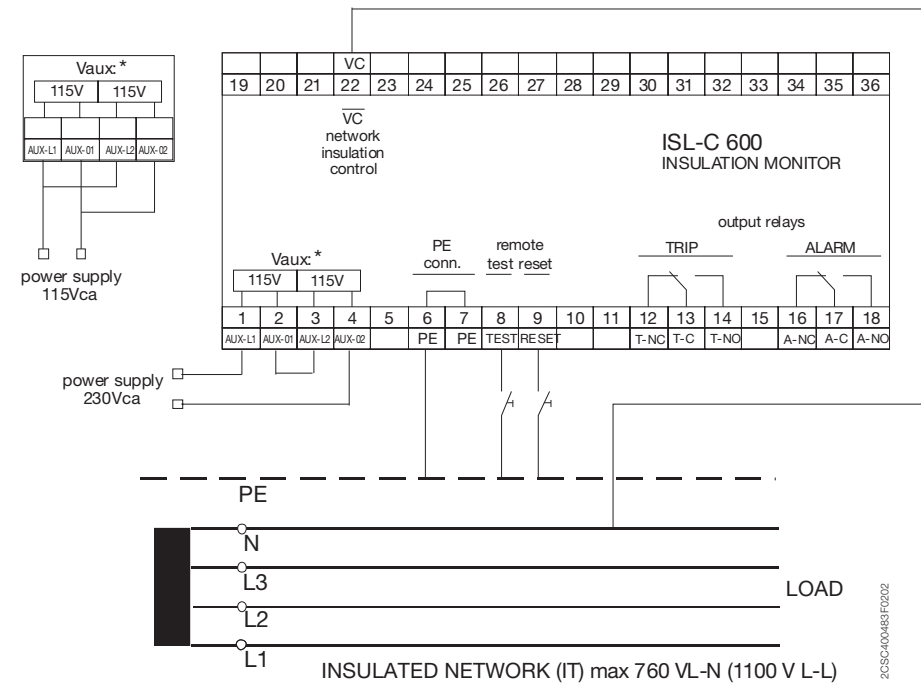 Vaux: *
115V 115V
AUX-L1 AUX-01 AUX-L2 AUX-02
power supply
115Vca
VC
19 20 21 22 23 24 25 26 27 28 29 30 31 32 33 34 35 36
VC
network
insulation
control
ISL-C 600
INSULATION MONITOR
output relays
TRIP ALARM
PE
conn.
remote
test reset
Vaux: *
115V 115V
1 2 3 4 5 6 7 8 9 10 11 12 13 14 15 16 17 18
AUX-L1 AUX-01 AUX-L2 AUX-02 PE PE TEST RESET T-NC T-C T-NO A-NC A-C A-NO
power supply
230Vca
PE
N
L3
L2
L1
LOAD
INSULATED NETWORK (IT) max 760 VL-N (1100 V L-L)
2CSC400483F0202